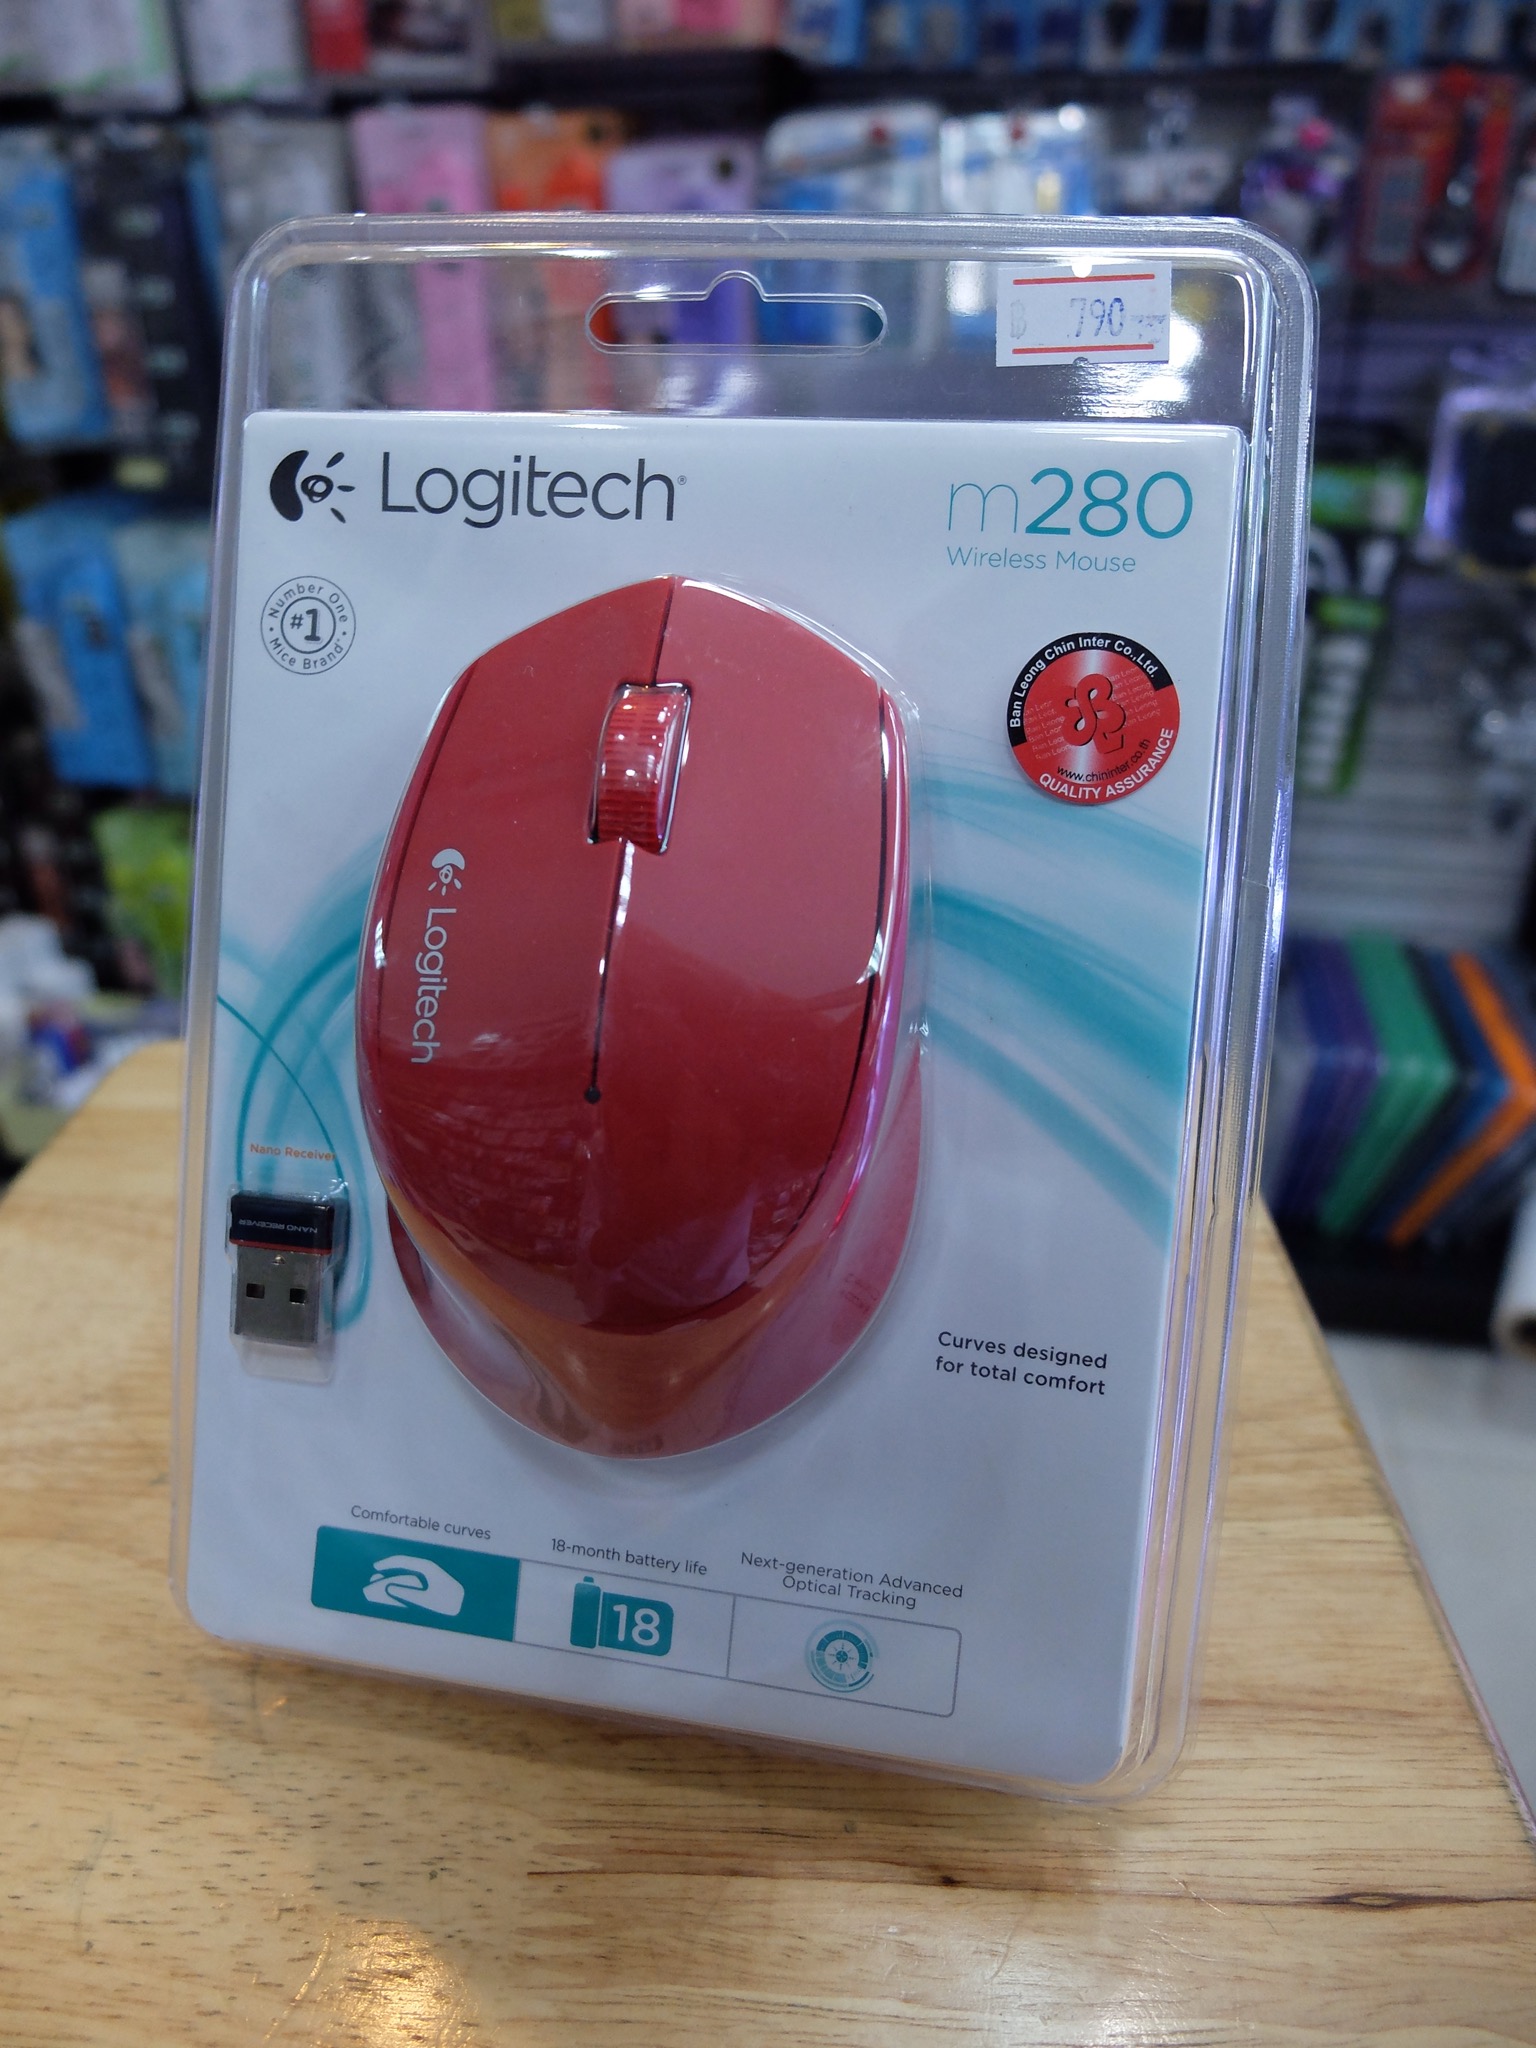 ฿ 790
Logitech®
m280
Wireless Mouse
Number One
#1
Mice Brand
Ban Leong Chin Inter Co.,Ltd.
www.chininter.co.th
QUALITY ASSURANCE
Logitech
Nano Receiver
NANO RECEIVER
Curves designed
for total comfort
Comfortable curves
18-month battery life
Next-generation Advanced
Optical Tracking
18